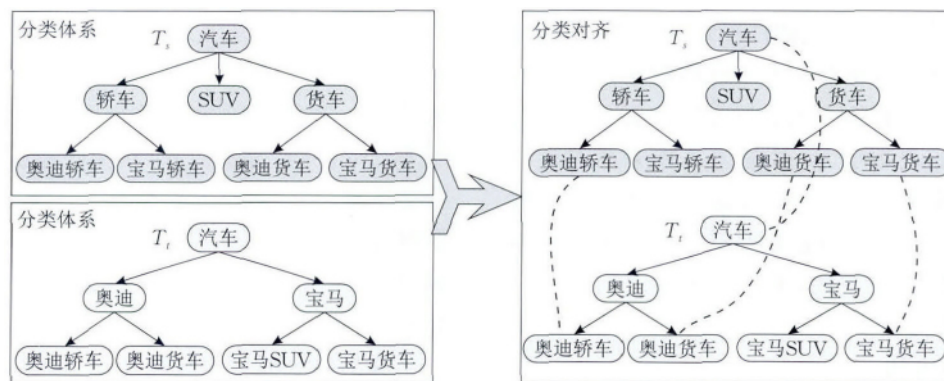 分类体系
T_s 汽车
轿车 SUV 货车
奥迪轿车 宝马轿车 奥迪货车 宝马货车
分类体系
T_t 汽车
奥迪 宝马
奥迪轿车 奥迪货车 宝马SUV 宝马货车
分类对齐
T_s 汽车
轿车 SUV 货车
奥迪轿车 宝马轿车 奥迪货车 宝马货车
T_t 汽车
奥迪 宝马
奥迪轿车 奥迪货车 宝马SUV 宝马货车